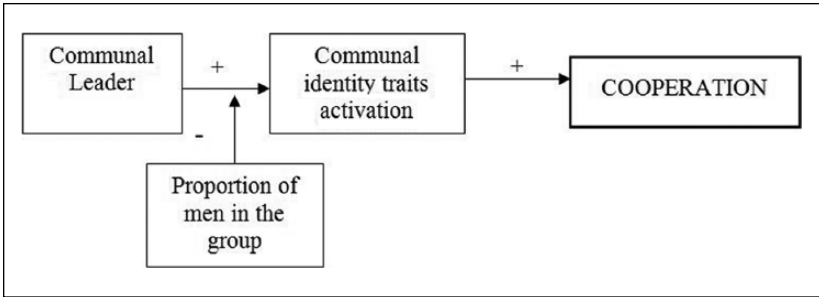 Communal
Leader
+
Communal
identity traits
activation
+
COOPERATION
-
Proportion of
men in the
group